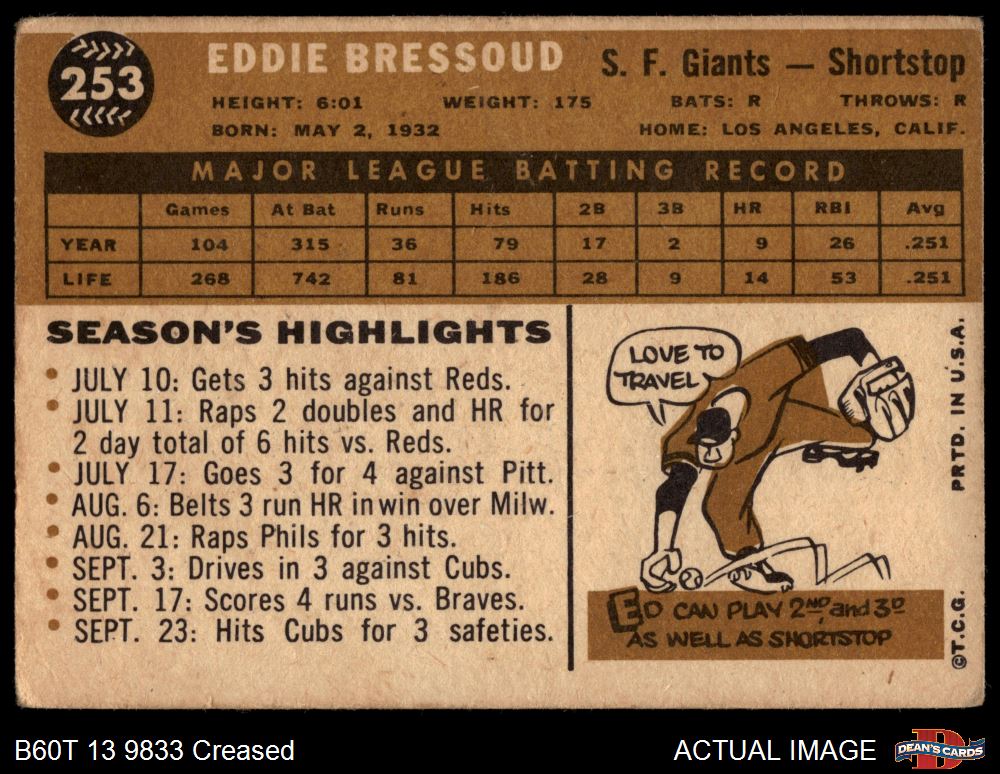 253
EDDIE BRESSOUD
S. F. Giants — Shortstop
HEIGHT: 6:01 WEIGHT: 175 BATS: R THROWS: R
BORN: MAY 2, 1932 HOME: LOS ANGELES, CALIF.
MAJOR LEAGUE BATTING RECORD
Games At Bat Runs Hits 2B 3B HR RBI Avg
YEAR 104 315 36 79 17 2 9 26 .251
LIFE 268 742 81 186 28 9 14 53 .251
SEASON'S HIGHLIGHTS
• JULY 10: Gets 3 hits against Reds.
• JULY 11: Raps 2 doubles and HR for
2 day total of 6 hits vs. Reds.
• JULY 17: Goes 3 for 4 against Pitt.
• AUG. 6: Belts 3 run HR in win over Milw.
• AUG. 21: Raps Phils for 3 hits.
• SEPT. 3: Drives in 3 against Cubs.
• SEPT. 17: Scores 4 runs vs. Braves.
• SEPT. 23: Hits Cubs for 3 safeties.
LOVE TO
TRAVEL
ED CAN PLAY 2ND, and 3D
AS WELL AS SHORTSTOP
©T.C.G. PRTD. IN U.S.A.
B60T 13 9833 Creased
ACTUAL IMAGE
DEAN'S CARDS